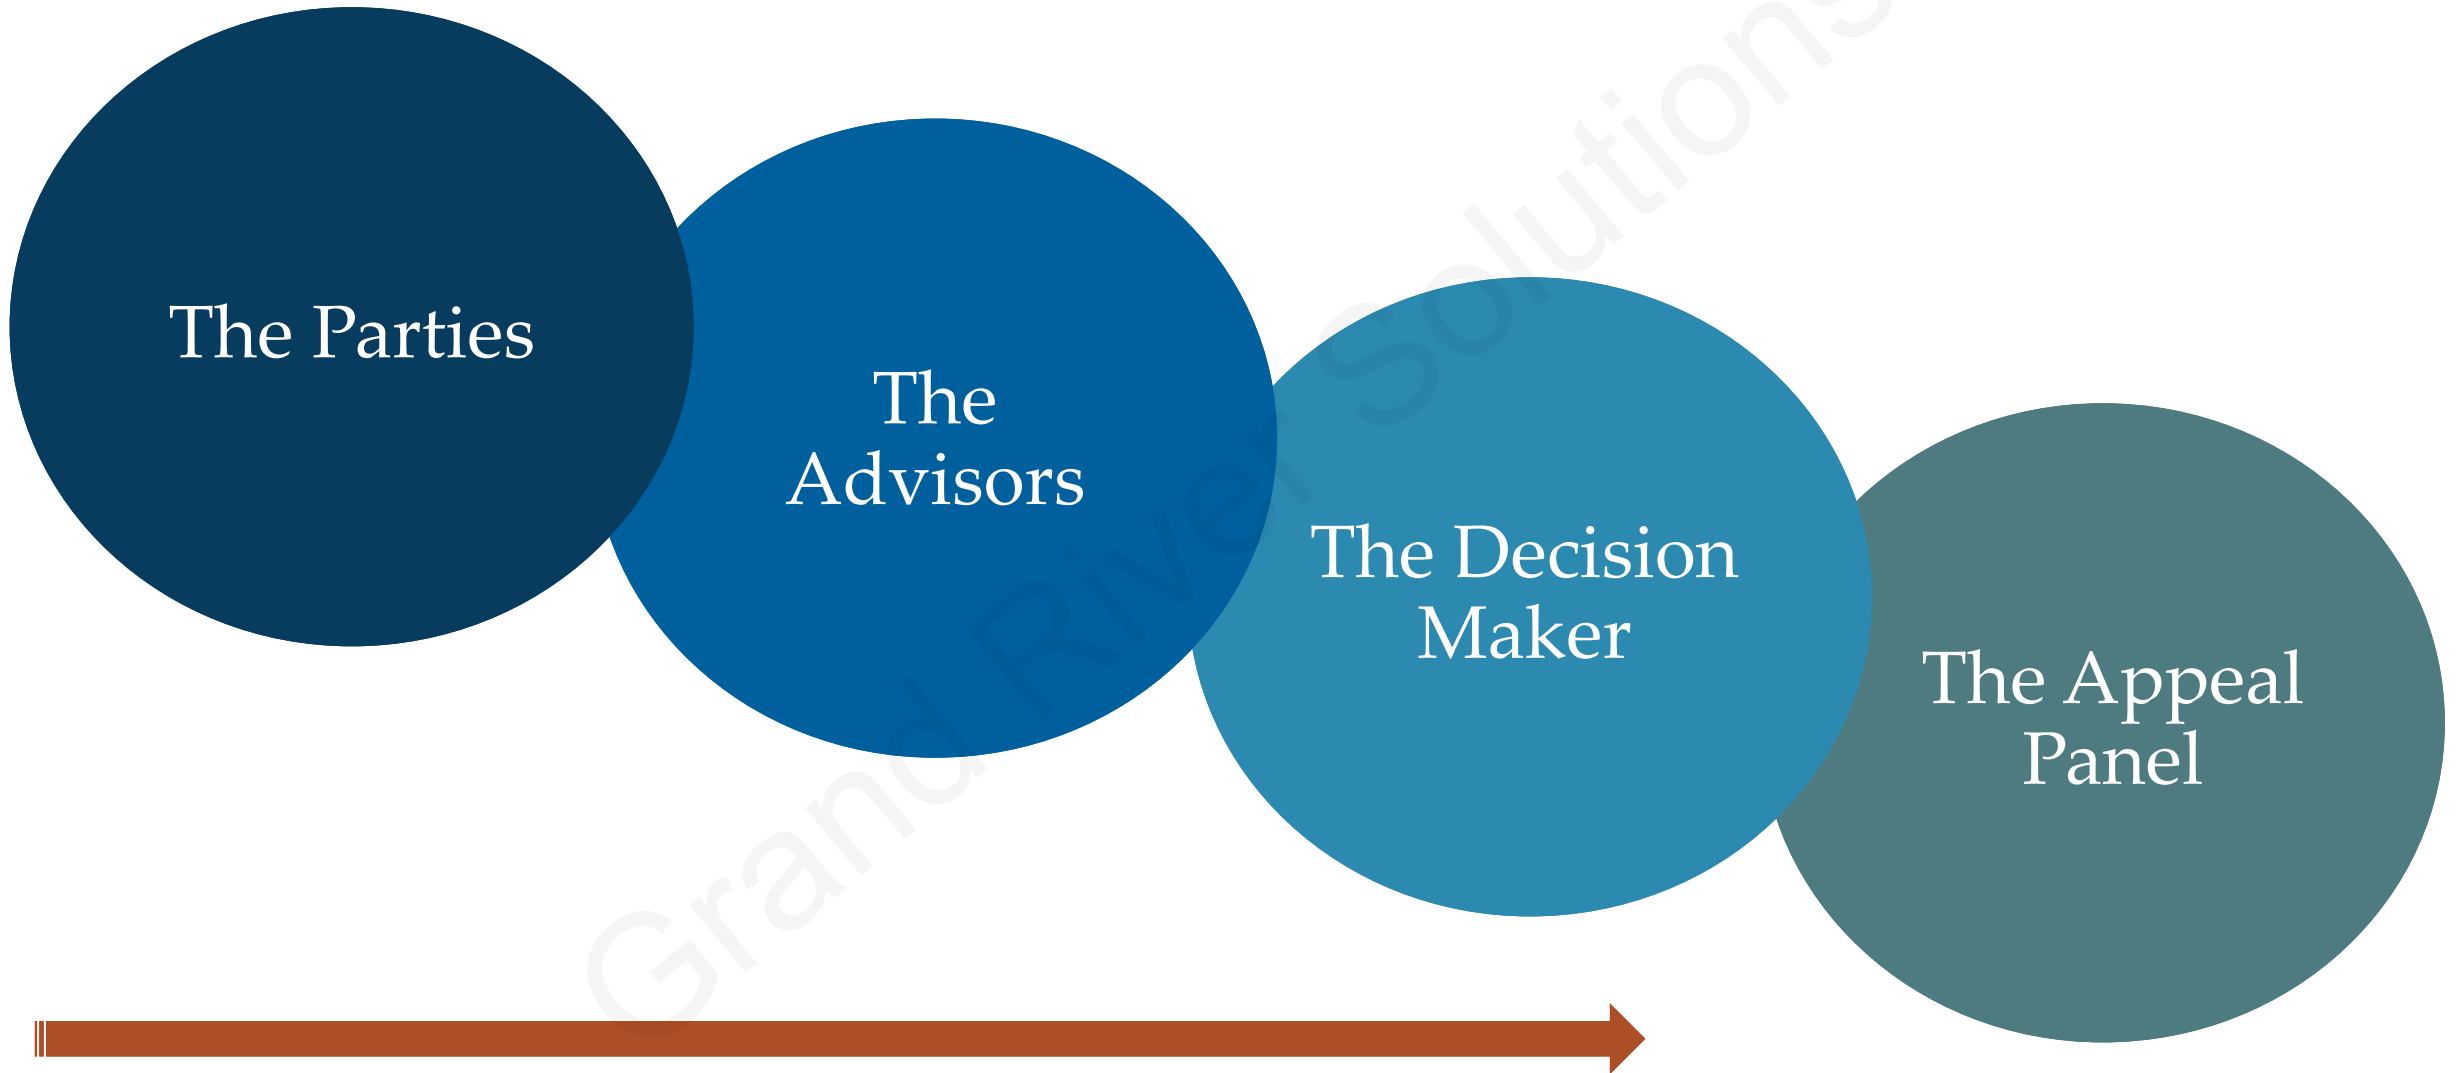 The Parties
The
Advisors
The Decision
Maker
The Appeal
Panel
Grand River Solutions